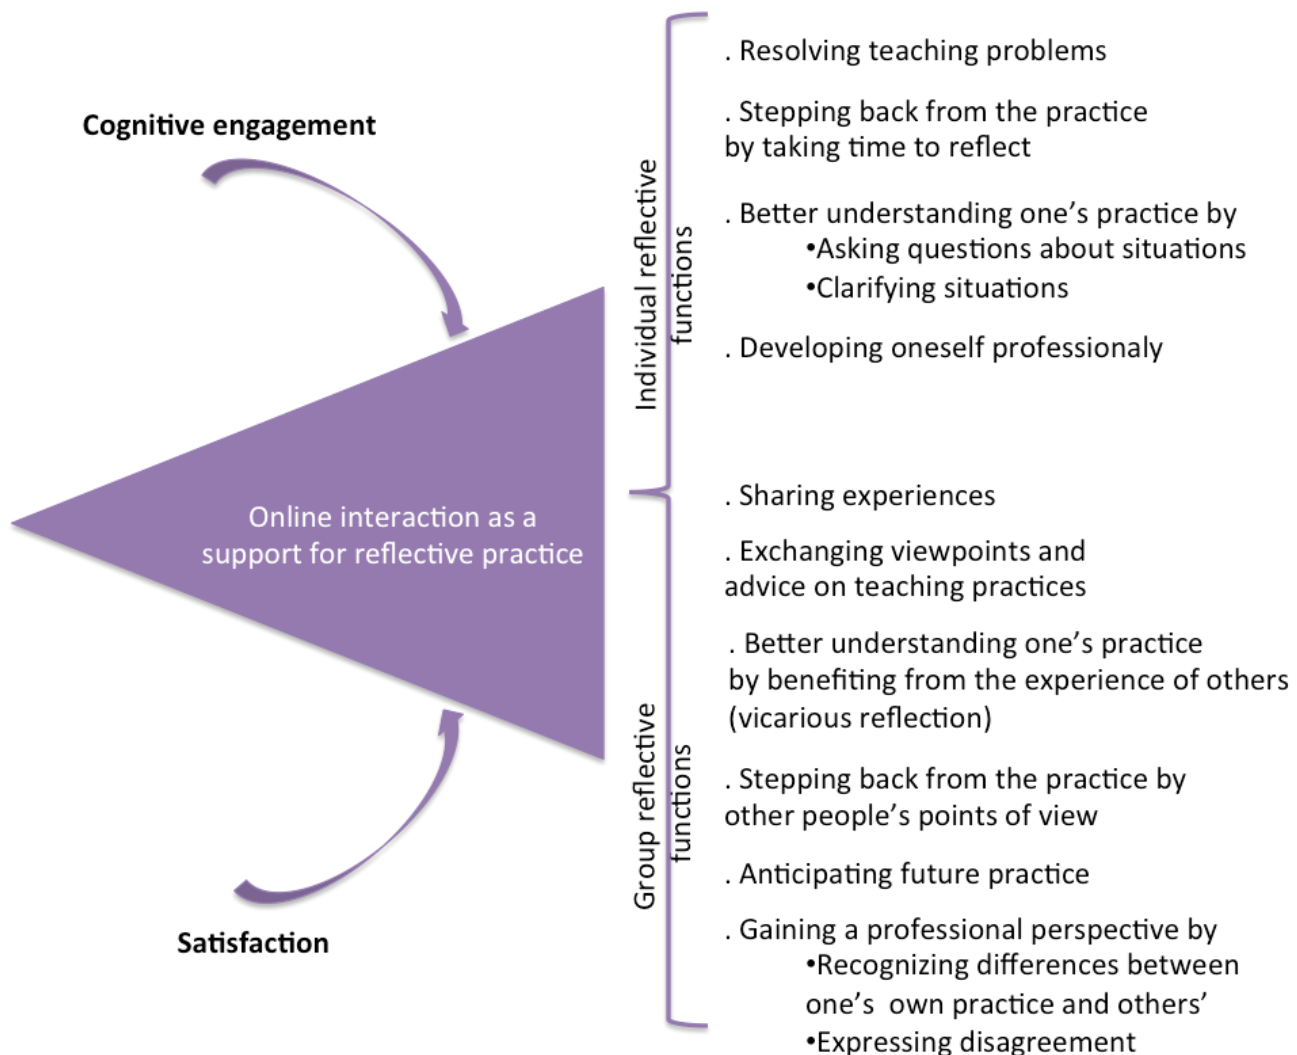 Cognitive engagement
Online interaction as a
support for reflective practice
Satisfaction
Individual reflective
functions
. Resolving teaching problems
. Stepping back from the practice
by taking time to reflect
. Better understanding one’s practice by
•Asking questions about situations
•Clarifying situations
. Developing oneself professionaly
Group reflective
functions
. Sharing experiences
. Exchanging viewpoints and
advice on teaching practices
. Better understanding one’s practice
by benefiting from the experience of others
(vicarious reflection)
. Stepping back from the practice by
other people’s points of view
. Anticipating future practice
. Gaining a professional perspective by
•Recognizing differences between
one’s own practice and others’
•Expressing disagreement